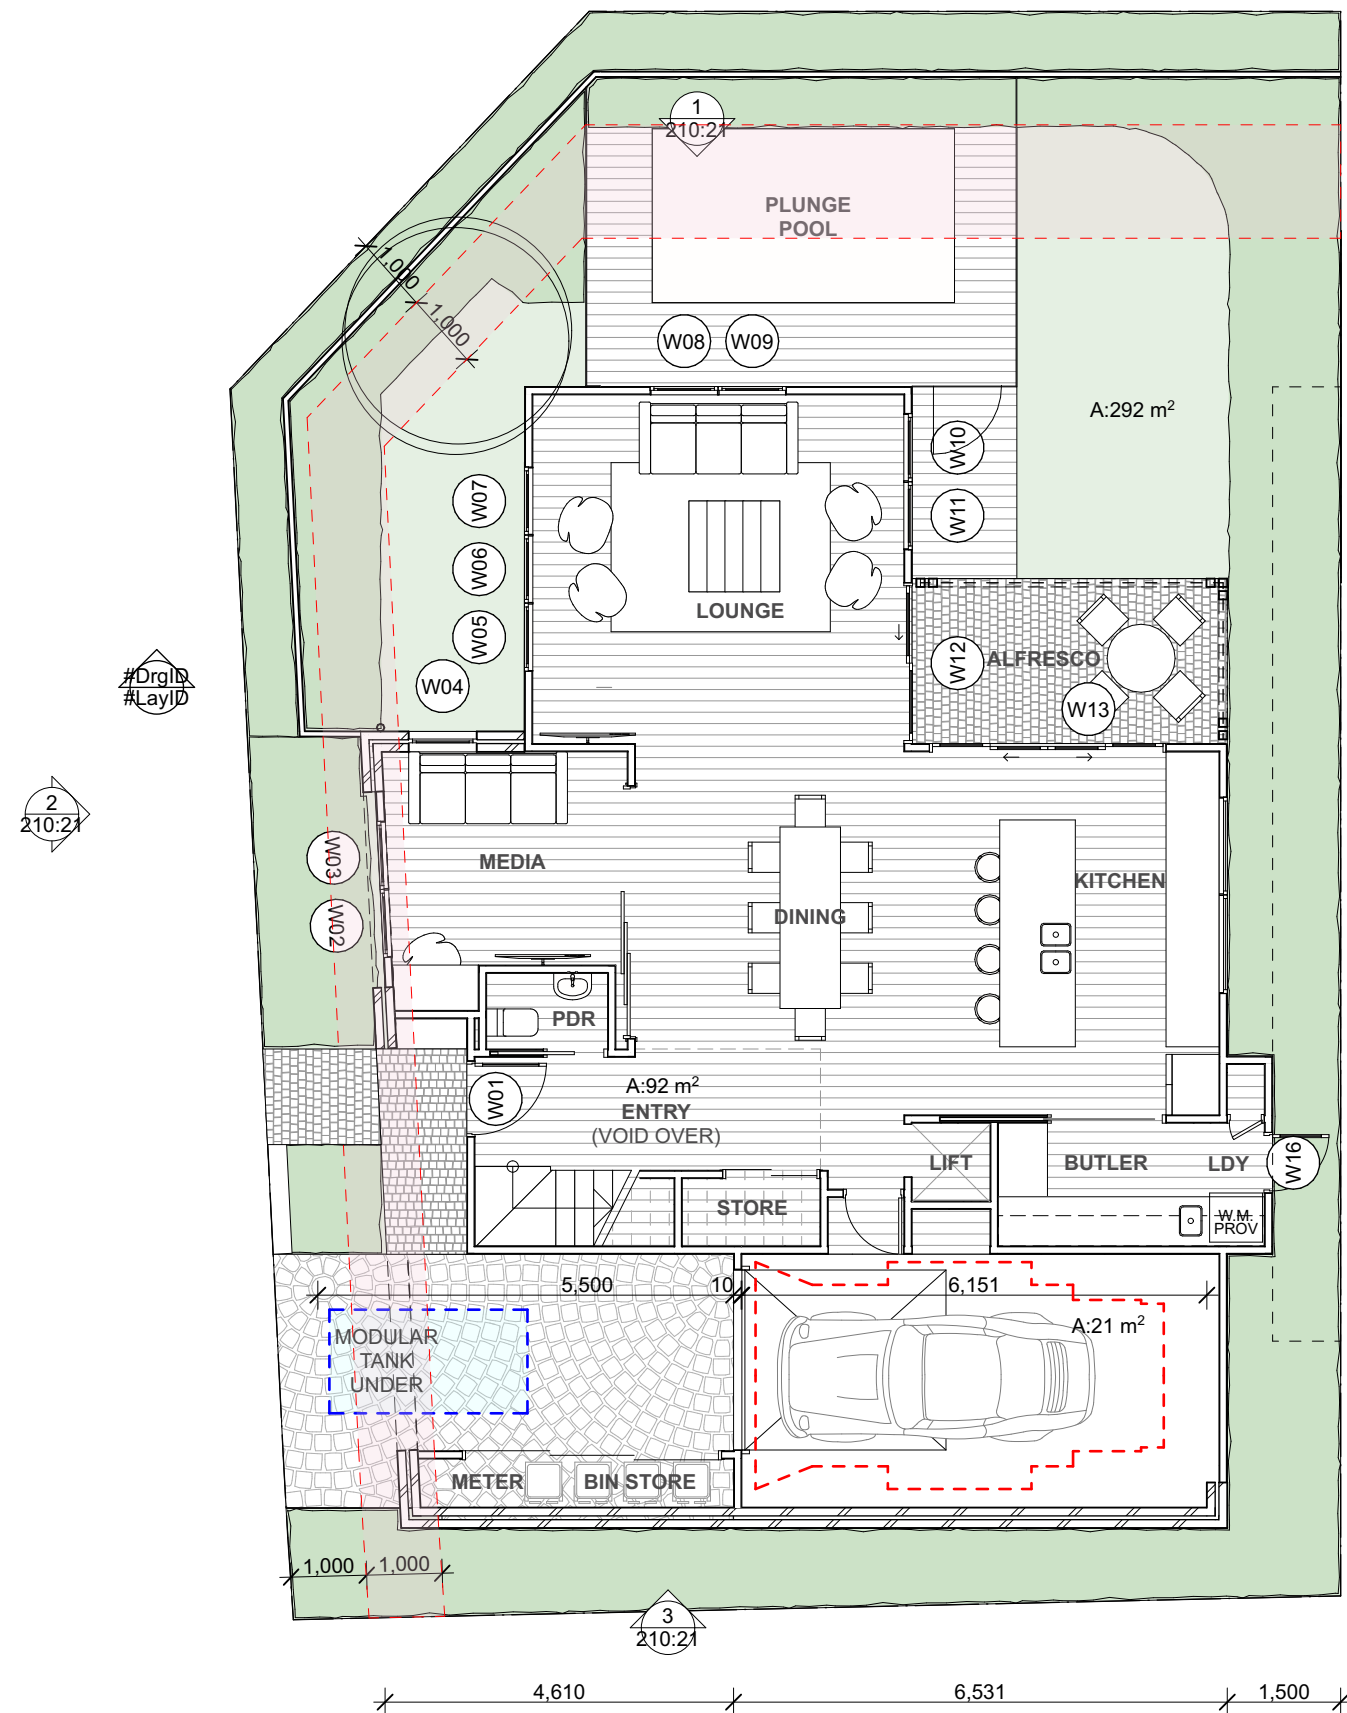 1
210:21
PLUNGE
POOL
1,000
1,000
W08
W09
A:292 m²
W10
W07
W11
W06
LOUNGE
W05
W12
ALFRESCO
#DrgID
#LayID
W04
W13
2
210:21
W03
MEDIA
KITCHEN
DINING
W02
PDR
A:92 m²
W01
ENTRY
(VOID OVER)
LIFT
BUTLER
LDY
W16
STORE
W.M.
PROV
5,500
10
6,151
MODULAR
TANK
UNDER
A:21 m²
METER
BIN STORE
1,000
1,000
3
210:21
4,610
6,531
1,500